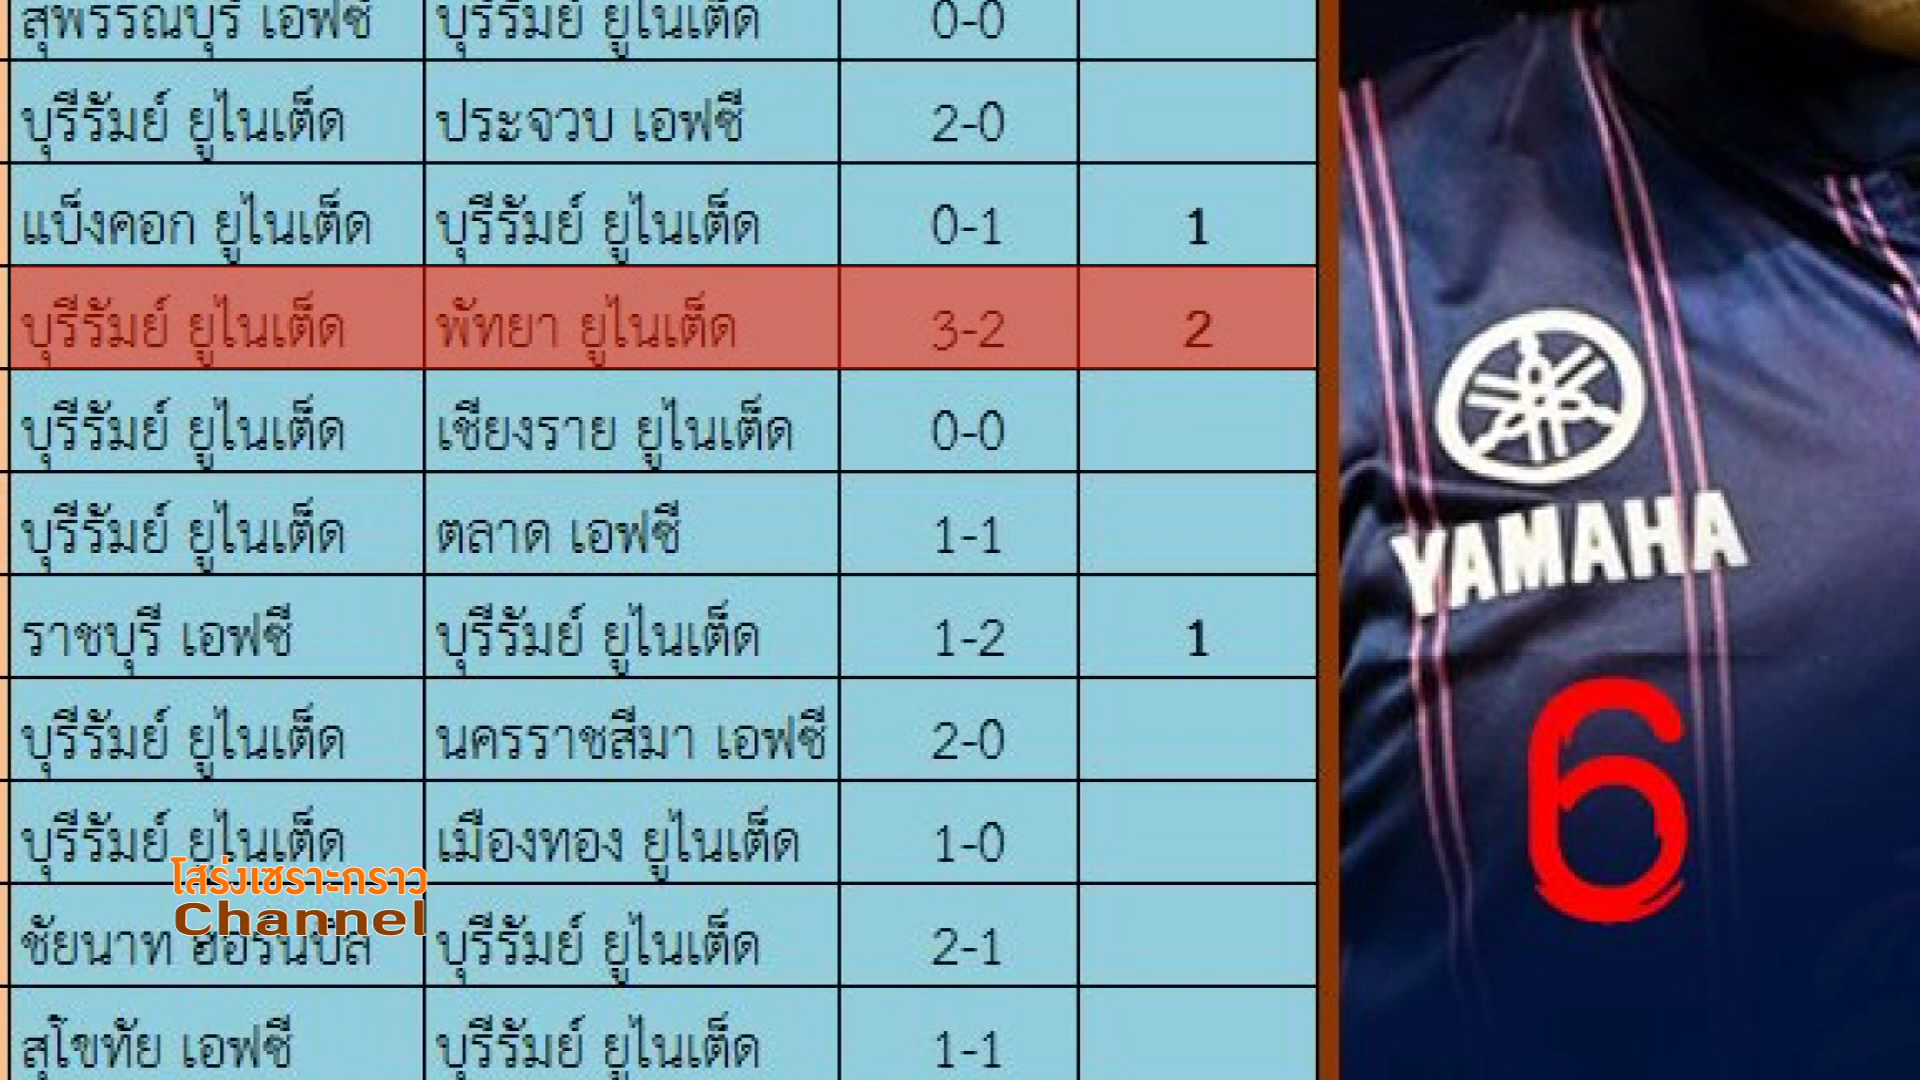 สุพรรณบุรี เอฟซี บุรีรัมย์ ยูไนเต็ด 0-0
บุรีรัมย์ ยูไนเต็ด ประจวบ เอฟซี 2-0
แบ็งคอก ยูไนเต็ด บุรีรัมย์ ยูไนเต็ด 0-1 1
บุรีรัมย์ ยูไนเต็ด พัทยา ยูไนเต็ด 3-2 2
บุรีรัมย์ ยูไนเต็ด เชียงราย ยูไนเต็ด 0-0
บุรีรัมย์ ยูไนเต็ด ตลาด เอฟซี 1-1
ราชบุรี เอฟซี บุรีรัมย์ ยูไนเต็ด 1-2 1
บุรีรัมย์ ยูไนเต็ด นครราชสีมา เอฟซี 2-0
บุรีรัมย์ ยูไนเต็ด เมืองทอง ยูไนเต็ด 1-0
โสร่งเซราะกราว
Channel
ชัยนาท ฮอร์นบิล บุรีรัมย์ ยูไนเต็ด 2-1
สุโขทัย เอฟซี บุรีรัมย์ ยูไนเต็ด 1-1
YAMAHA
6